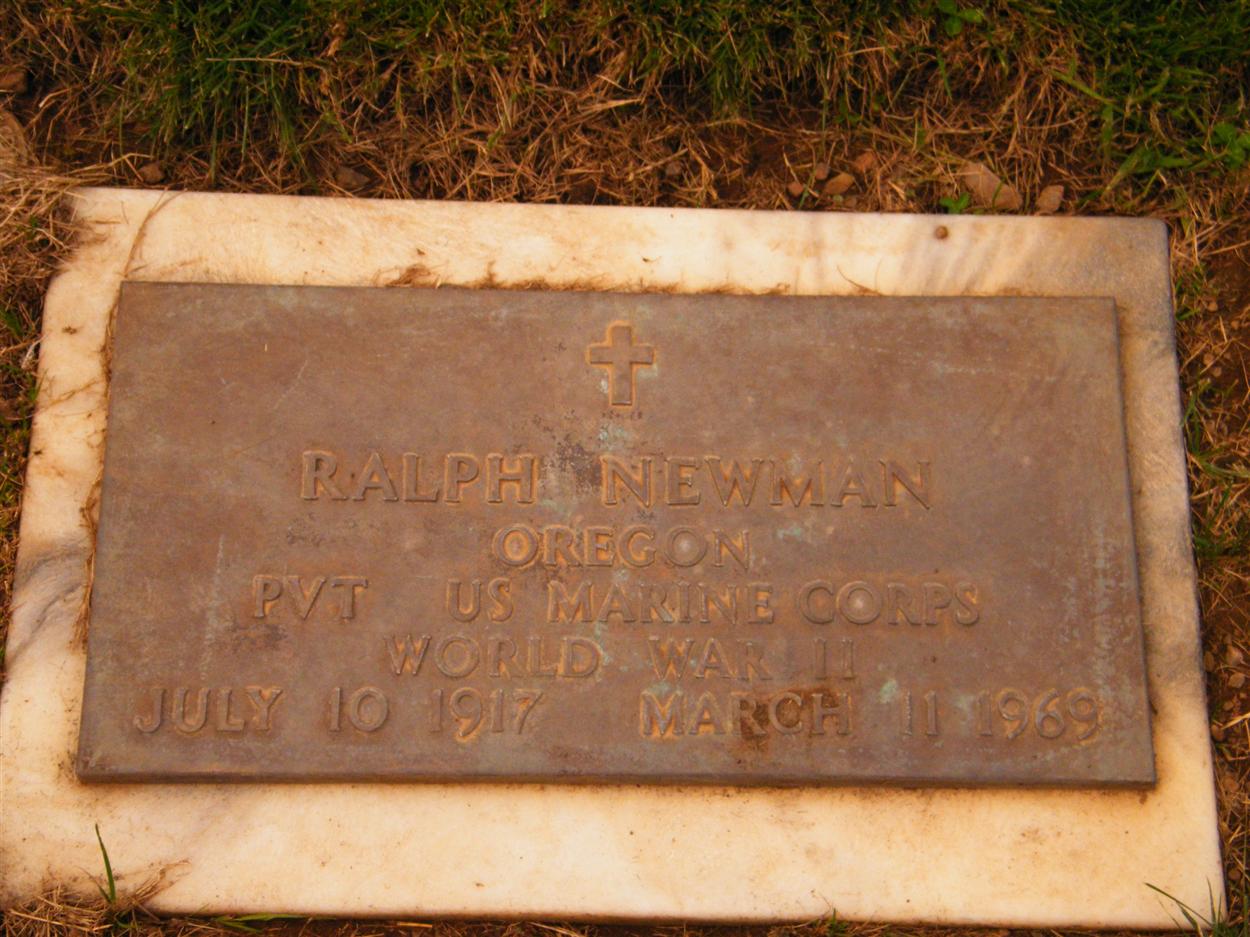 RALPH NEWMAN
OREGON
PVT US MARINE CORPS
WORLD WAR II
JULY 10 1917 MARCH 11 1969